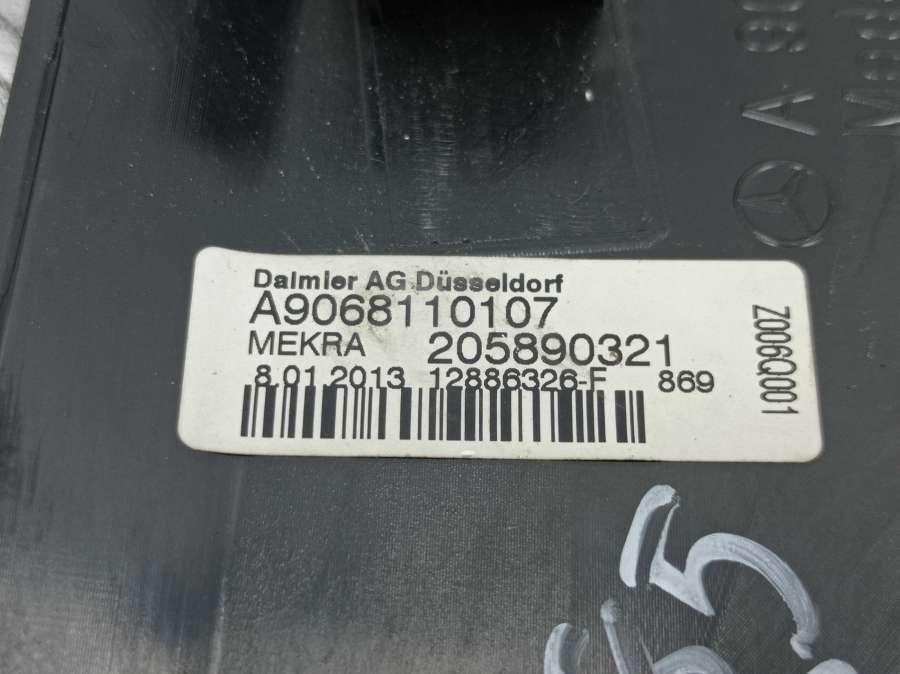 Daimler AG Düsseldorf
A9068110107
MEKRA 205890321
8.01.2013 12886326-F 869
Z006Q001
A